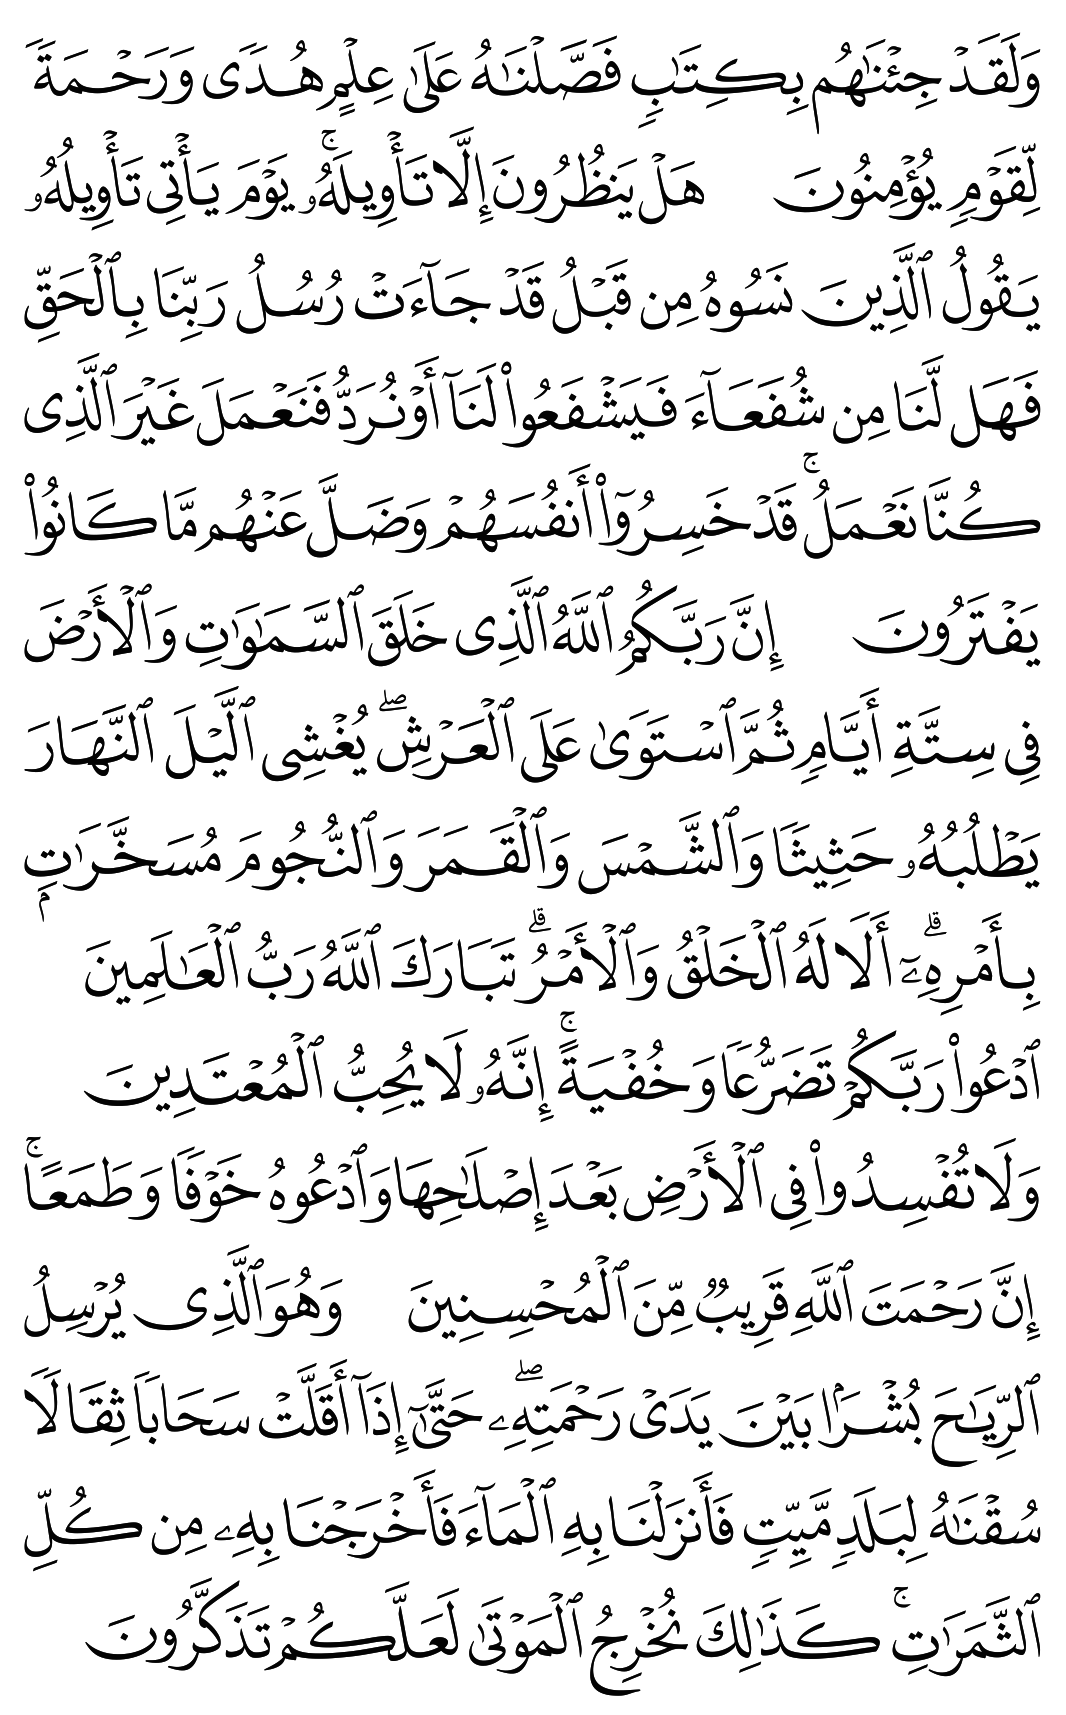 وَلَقَدْ جِئْنَٰهُم بِكِتَٰبٍ فَصَّلْنَٰهُ عَلَىٰ عِلْمٍ هُدًى وَرَحْمَةً
لِّقَوْمٍ يُؤْمِنُونَ هَلْ يَنظُرُونَ إِلَّا تَأْوِيلَهُۥ ۚ يَوْمَ يَأْتِى تَأْوِيلُهُۥ
يَقُولُ ٱلَّذِينَ نَسُوهُ مِن قَبْلُ قَدْ جَآءَتْ رُسُلُ رَبِّنَا بِٱلْحَقِّ
فَهَل لَّنَا مِن شُفَعَآءَ فَيَشْفَعُوا۟ لَنَآ أَوْ نُرَدُّ فَنَعْمَلَ غَيْرَ ٱلَّذِى
كُنَّا نَعْمَلُ ۚ قَدْ خَسِرُوٓا۟ أَنفُسَهُمْ وَضَلَّ عَنْهُم مَّا كَانُوا۟
يَفْتَرُونَ إِنَّ رَبَّكُمُ ٱللَّهُ ٱلَّذِى خَلَقَ ٱلسَّمَٰوَٰتِ وَٱلْأَرْضَ
فِى سِتَّةِ أَيَّامٍ ثُمَّ ٱسْتَوَىٰ عَلَى ٱلْعَرْشِ ۖ يُغْشِى ٱلَّيْلَ ٱلنَّهَارَ
يَطْلُبُهُۥ حَثِيثًا وَٱلشَّمْسَ وَٱلْقَمَرَ وَٱلنُّجُومَ مُسَخَّرَٰتٍۭ
بِأَمْرِهِۦٓ ۗ أَلَا لَهُ ٱلْخَلْقُ وَٱلْأَمْرُ ۗ تَبَارَكَ ٱللَّهُ رَبُّ ٱلْعَٰلَمِينَ
ٱدْعُوا۟ رَبَّكُمْ تَضَرُّعًا وَخُفْيَةً ۚ إِنَّهُۥ لَا يُحِبُّ ٱلْمُعْتَدِينَ
وَلَا تُفْسِدُوا۟ فِى ٱلْأَرْضِ بَعْدَ إِصْلَٰحِهَا وَٱدْعُوهُ خَوْفًا وَطَمَعًا ۚ
إِنَّ رَحْمَتَ ٱللَّهِ قَرِيبٌ مِّنَ ٱلْمُحْسِنِينَ وَهُوَ ٱلَّذِى يُرْسِلُ
ٱلرِّيَٰحَ بُشْرًۢا بَيْنَ يَدَىْ رَحْمَتِهِۦ ۖ حَتَّىٰٓ إِذَآ أَقَلَّتْ سَحَابًا ثِقَالًا
سُقْنَٰهُ لِبَلَدٍ مَّيِّتٍ فَأَنزَلْنَا بِهِ ٱلْمَآءَ فَأَخْرَجْنَا بِهِۦ مِن كُلِّ
ٱلثَّمَرَٰتِ ۚ كَذَٰلِكَ نُخْرِجُ ٱلْمَوْتَىٰ لَعَلَّكُمْ تَذَكَّرُونَ